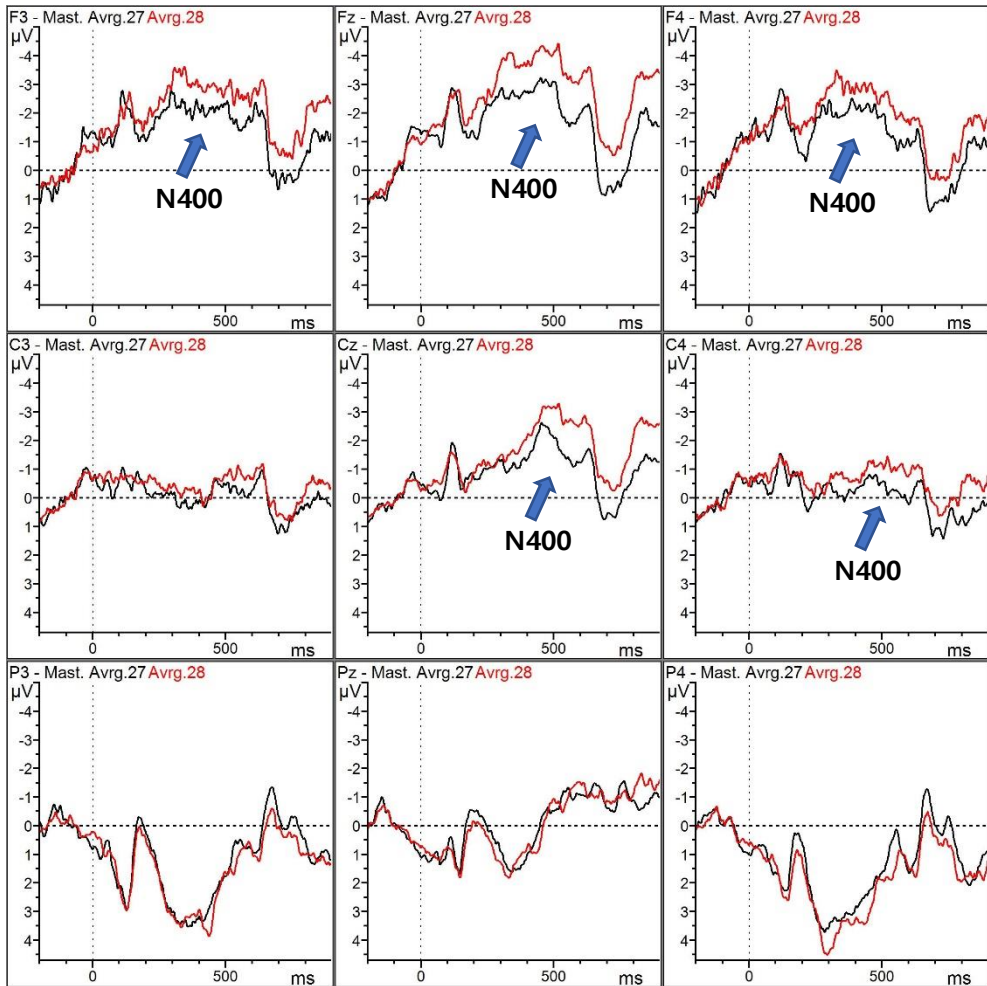 F3 - Mast. Avrg.27 Avrg.28
µV
-4
-3
-2
-1
0
1
2
3
4
N400
0 500 ms
Fz - Mast. Avrg.27 Avrg.28
µV
-4
-3
-2
-1
0
1
2
3
4
N400
0 500 ms
F4 - Mast. Avrg.27 Avrg.28
µV
-4
-3
-2
-1
0
1
2
3
4
N400
0 500 ms
C3 - Mast. Avrg.27 Avrg.28
µV
-4
-3
-2
-1
0
1
2
3
4
0 500 ms
Cz - Mast. Avrg.27 Avrg.28
µV
-4
-3
-2
-1
0
1
2
3
4
N400
0 500 ms
C4 - Mast. Avrg.27 Avrg.28
µV
-4
-3
-2
-1
0
1
2
3
4
N400
0 500 ms
P3 - Mast. Avrg.27 Avrg.28
µV
-4
-3
-2
-1
0
1
2
3
4
0 500 ms
Pz - Mast. Avrg.27 Avrg.28
µV
-4
-3
-2
-1
0
1
2
3
4
0 500 ms
P4 - Mast. Avrg.27 Avrg.28
µV
-4
-3
-2
-1
0
1
2
3
4
0 500 ms